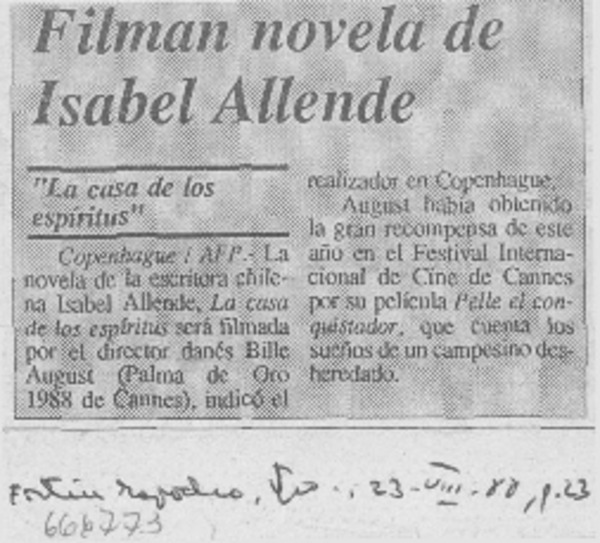 Filman novela de
Isabel Allende
"La casa de los
espíritus"
Copenhague / AFP.- La
novela de la escritora chile-
na Isabel Allende, La casa
de los espíritus será filmada
por el director danés Bille
August (Palma de Oro
1988 de Cannes), indicó el
realizador en Copenhague.
August había obtenido
la gran recompensa de este
año en el Festival Interna-
cional de Cine de Cannes
por su película Pelle el con-
quistador, que cuenta los
sueños de un campesino des-
heredado.
Fortín Mapocho, 23-VIII-88, p.23
668773